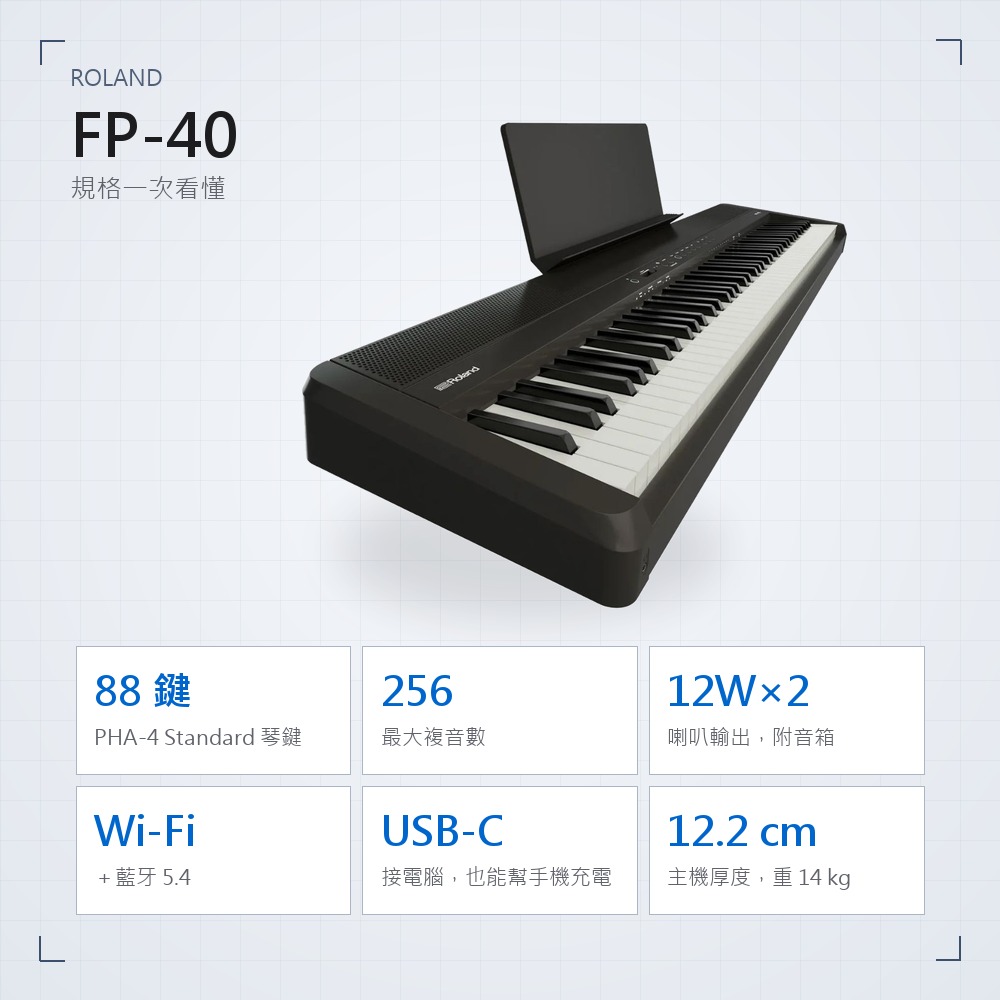 ROLAND
FP-40
規格一次看懂
Roland
88 鍵
PHA-4 Standard 琴鍵
256
最大複音數
12W×2
喇叭輸出，附音箱
Wi-Fi
＋藍牙 5.4
USB-C
接電腦，也能幫手機充電
12.2 cm
主機厚度，重 14 kg